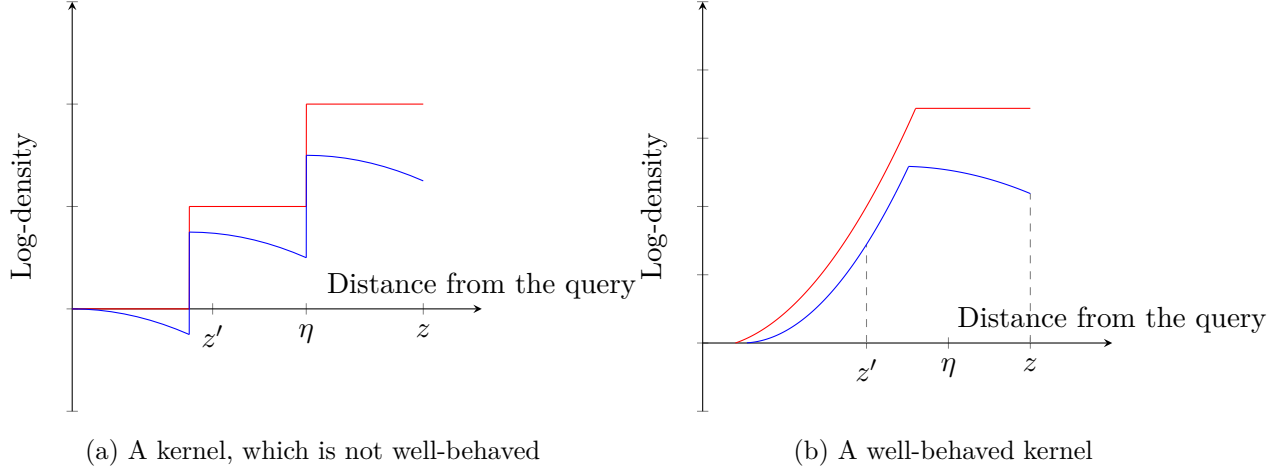 Log-density
Distance from the query
z′
η
z
(a) A kernel, which is not well-behaved
Log-density
Distance from the query
z′
η
z
(b) A well-behaved kernel